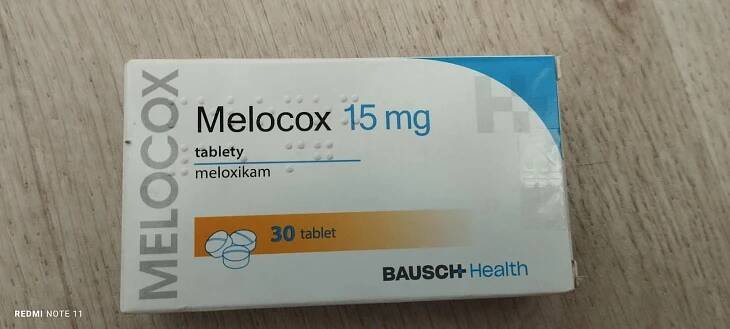 MELOCOX
Melocox 15 mg
tablety
meloxikam
30 tablet
BAUSCH+Health
REDMI NOTE 11